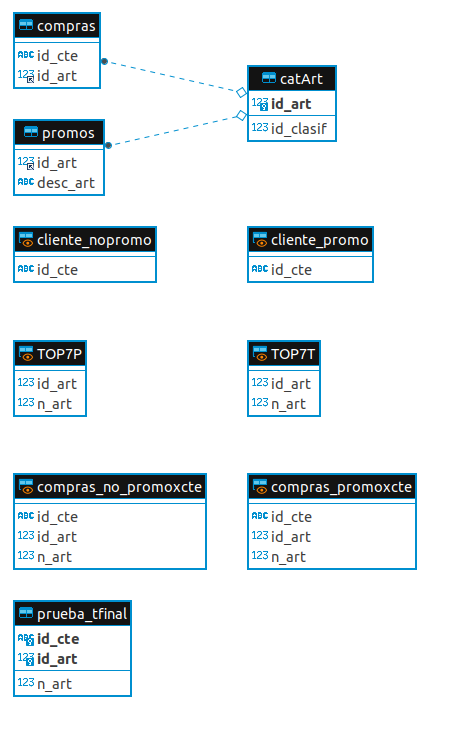 compras
ABC id_cte
123 id_art
catArt
123 id_art
123 id_clasif
promos
123 id_art
ABC desc_art
cliente_nopromo
ABC id_cte
cliente_promo
ABC id_cte
TOP7P
123 id_art
123 n_art
TOP7T
123 id_art
123 n_art
compras_no_promoxcte
ABC id_cte
123 id_art
123 n_art
compras_promoxcte
ABC id_cte
123 id_art
123 n_art
prueba_tfinal
ABC id_cte
123 id_art
123 n_art